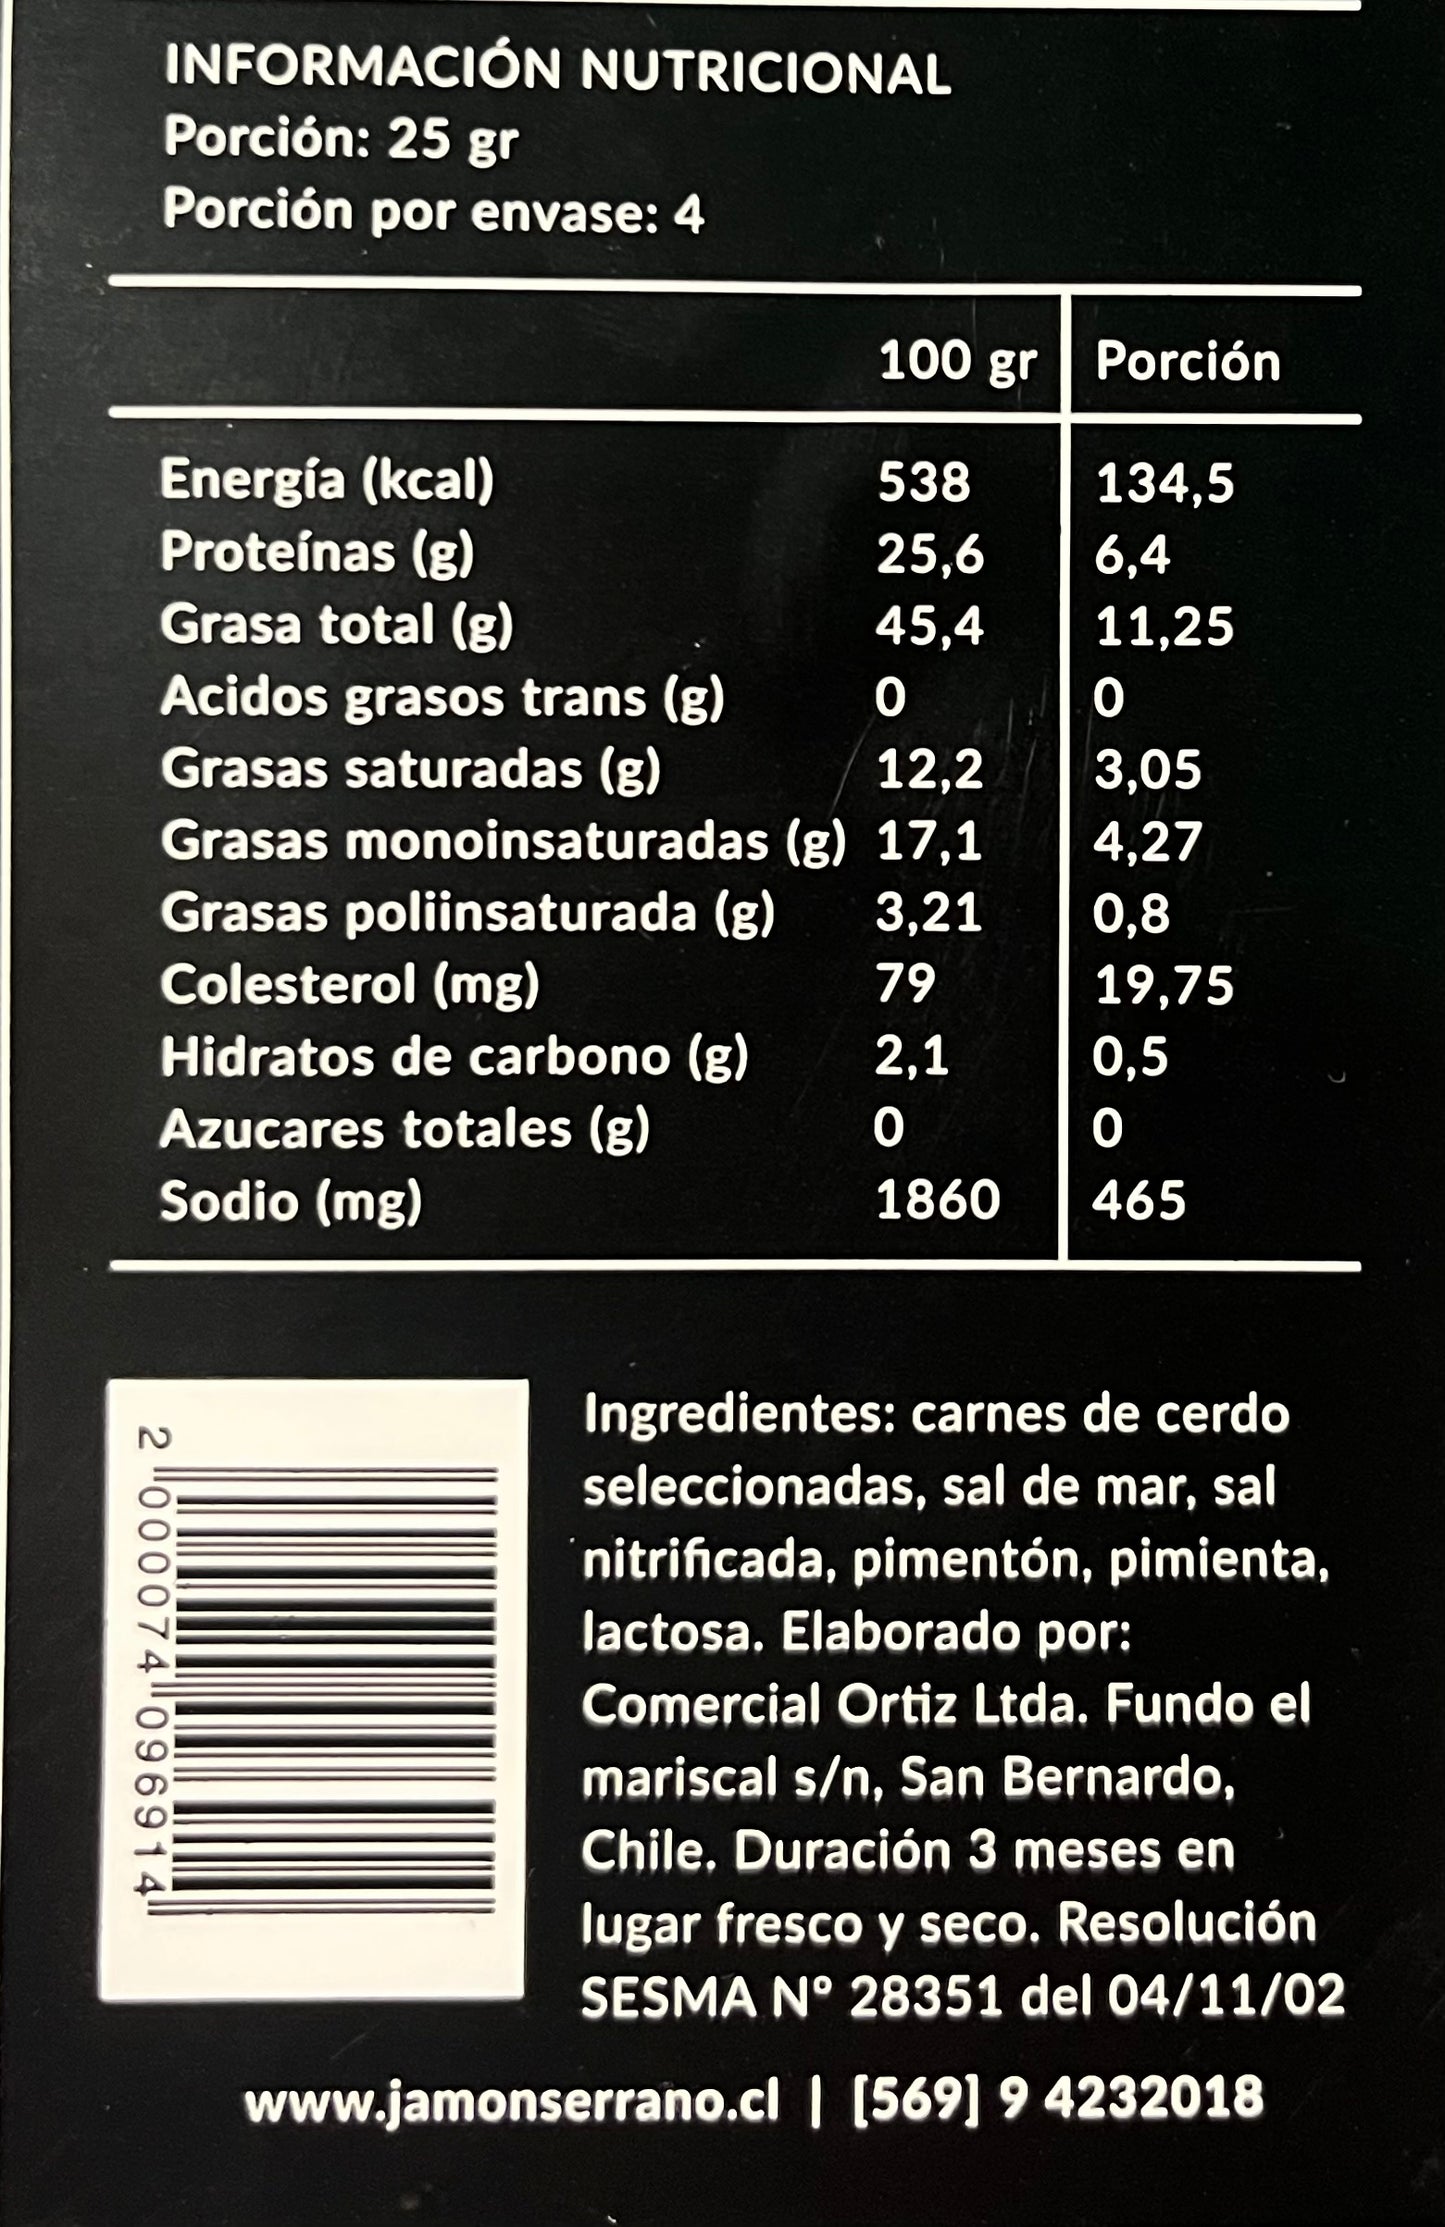 INFORMACIÓN NUTRICIONAL
Porción: 25 gr
Porción por envase: 4
100 gr Porción
Energía (kcal) 538 134,5
Proteínas (g) 25,6 6,4
Grasa total (g) 45,4 11,25
Acidos grasos trans (g) 0 0
Grasas saturadas (g) 12,2 3,05
Grasas monoinsaturadas (g) 17,1 4,27
Grasas poliinsaturada (g) 3,21 0,8
Colesterol (mg) 79 19,75
Hidratos de carbono (g) 2,1 0,5
Azucares totales (g) 0 0
Sodio (mg) 1860 465
2 000074 096914
Ingredientes: carnes de cerdo
seleccionadas, sal de mar, sal
nitrificada, pimentón, pimienta,
lactosa. Elaborado por:
Comercial Ortiz Ltda. Fundo el
mariscal s/n, San Bernardo,
Chile. Duración 3 meses en
lugar fresco y seco. Resolución
SESMA N° 28351 del 04/11/02
www.jamonserrano.cl | [569] 9 4232018